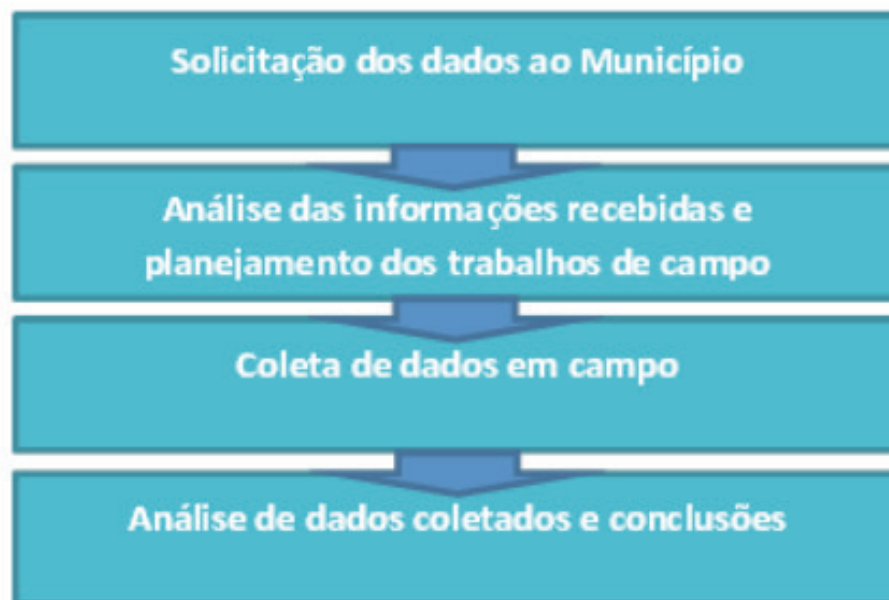 Solicitação dos dados ao Município
Análise das informações recebidas e
planejamento dos trabalhos de campo
Coleta de dados em campo
Análise de dados coletados e conclusões